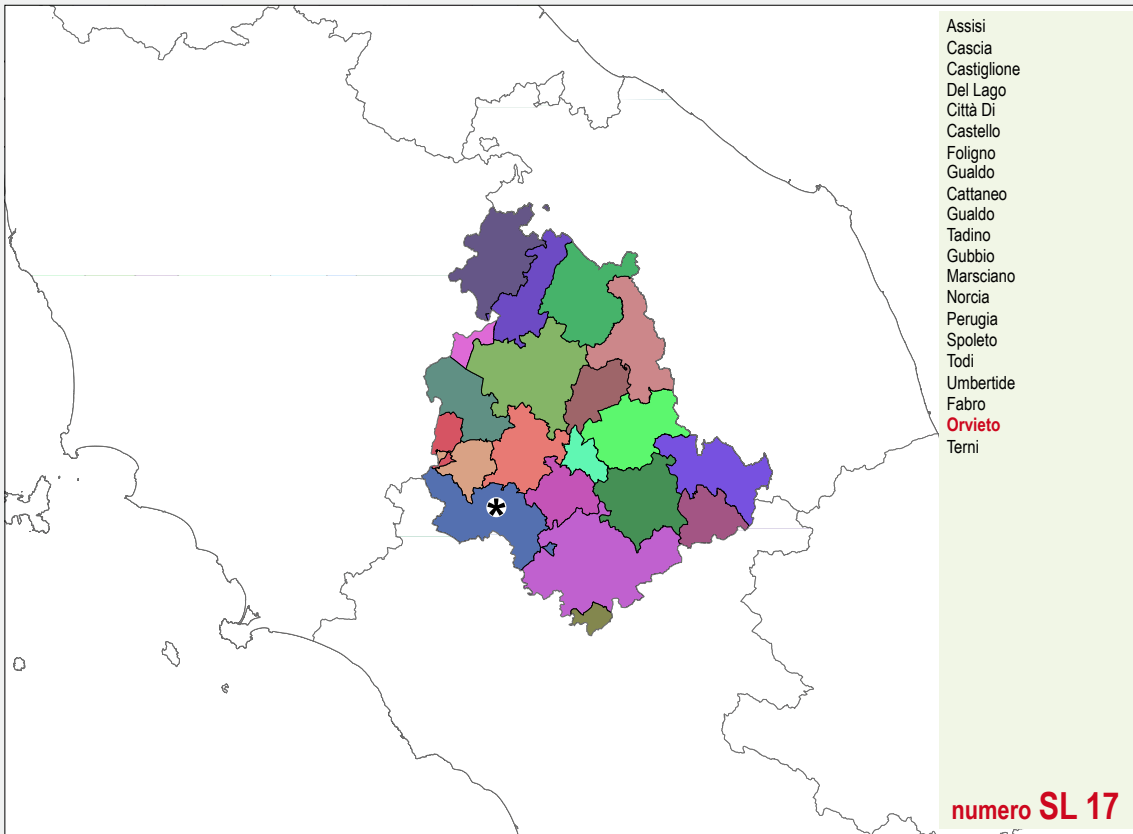 Assisi
Cascia
Castiglione
Del Lago
Città Di
Castello
Foligno
Gualdo
Cattaneo
Gualdo
Tadino
Gubbio
Marsciano
Norcia
Perugia
Spoleto
Todi
Umbertide
Fabro
Orvieto
Terni
numero SL 17